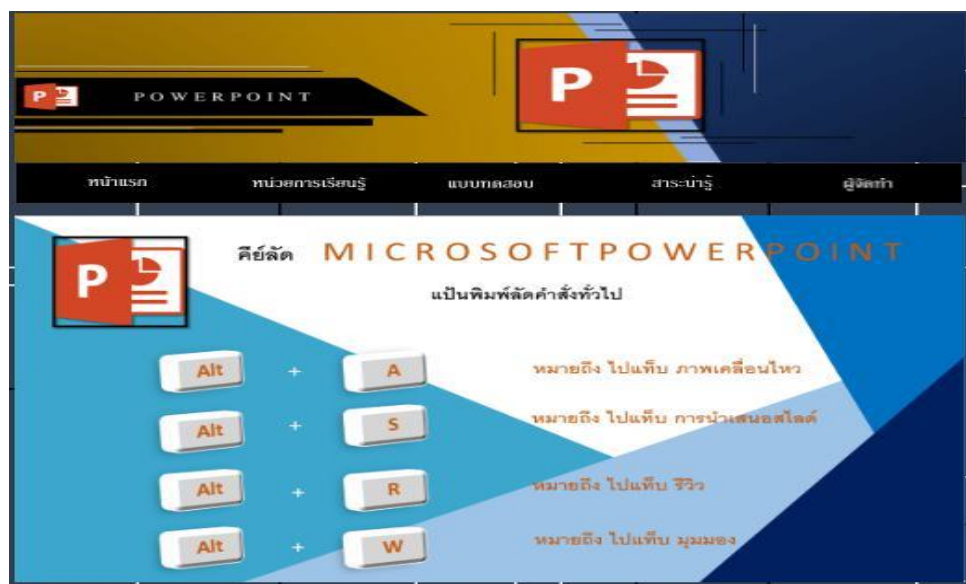 P
POWERPOINT
P
หน้าแรก หน่วยการเรียนรู้ แบบทดสอบ สาระน่ารู้ ผู้จัดทำ
P
คีย์ลัด MICROSOFTPOWERPOINT
แป้นพิมพ์ลัดคำสั่งทั่วไป
Alt + A หมายถึง ไปแท็บ ภาพเคลื่อนไหว
Alt + S หมายถึง ไปแท็บ การนำเสนอสไลด์
Alt + R หมายถึง ไปแท็บ รีวิว
Alt + W หมายถึง ไปแท็บ มุมมอง